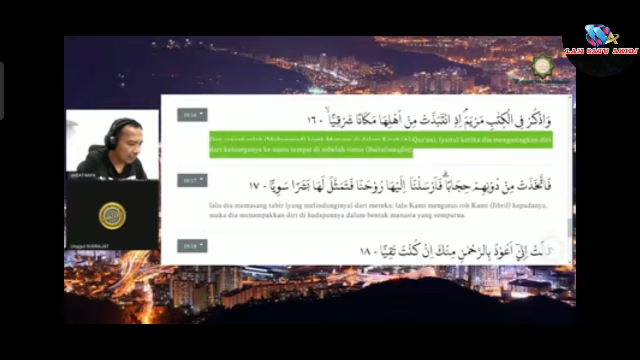 19:16
وَاذْكُرْ فِى الْكِتٰبِ مَرْيَمَۘ اِذِ انْتَبَذَتْ مِنْ اَهْلِهَا مَكَانًا شَرْقِيًّاۙ ١٦
(Muhammad) kisah Maryam di dalam Kitab (Al-Qur'an), (yaitu) ketika dia mengasingkan diri
dari keluarganya ke suatu tempat di sebelah timur (Baitulmaqdis),
19:17
فَاتَّخَذَتْ مِنْ دُوْنِهِمْ حِجَابًاۗ فَاَرْسَلْنَآ اِلَيْهَا رُوْحَنَا فَتَمَثَّلَ لَهَا بَشَرًا سَوِيًّا ١٧
lalu dia memasang tabir (yang melindunginya) dari mereka; lalu Kami mengutus roh Kami (Jibril) kepadanya,
maka dia menampakkan diri di hadapannya dalam bentuk manusia yang sempurna.
19:18
قَالَتْ اِنِّيْٓ اَعُوْذُ بِالرَّحْمٰنِ مِنْكَ اِنْ كُنْتَ تَقِيًّا ١٨